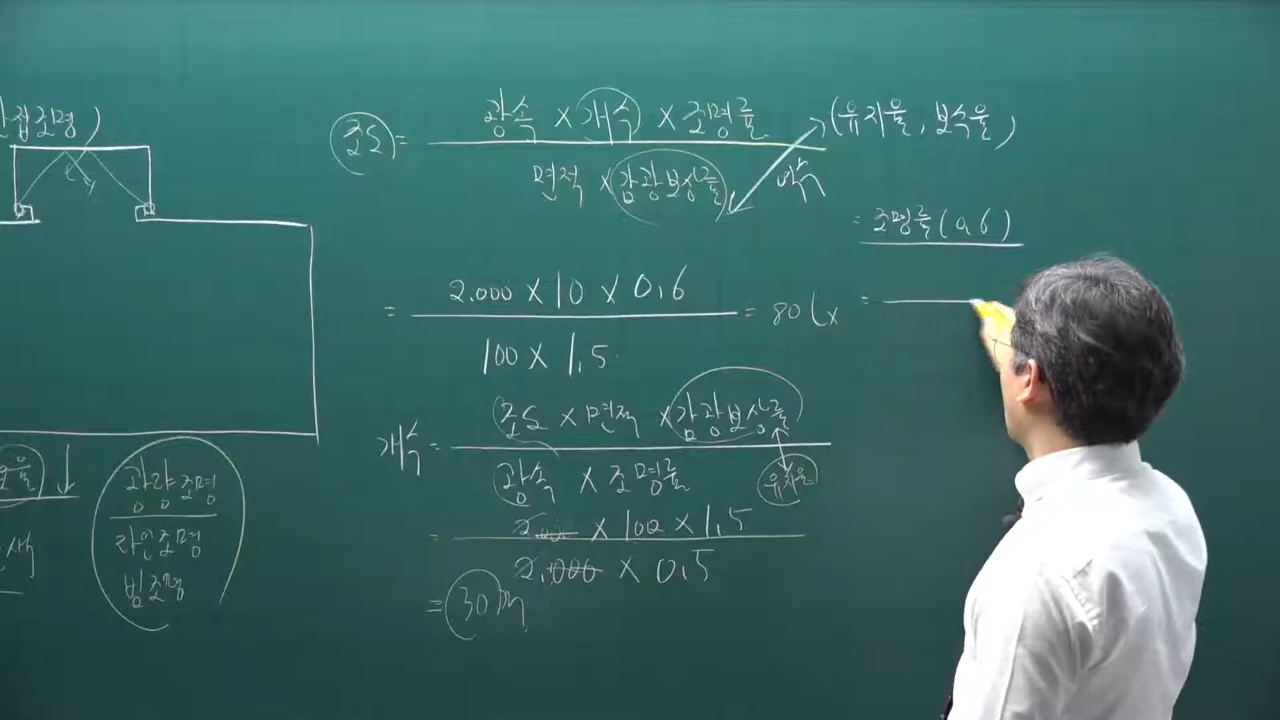 간접조명)
조도 = 광속 × 개수 × 조명률 (유지율, 보수율)
면적 × 감광보상률 역수
= 조명률(0.6)
= 2.000 × 10 × 0.6 = 80 lx =
100 × 1.5
개수 = 조도 × 면적 × 감광보상률
광속 × 조명률 유지율
= × 100 × 1.5
2.000 × 0.5
= 30개
광량조명
라인조명
빔조명